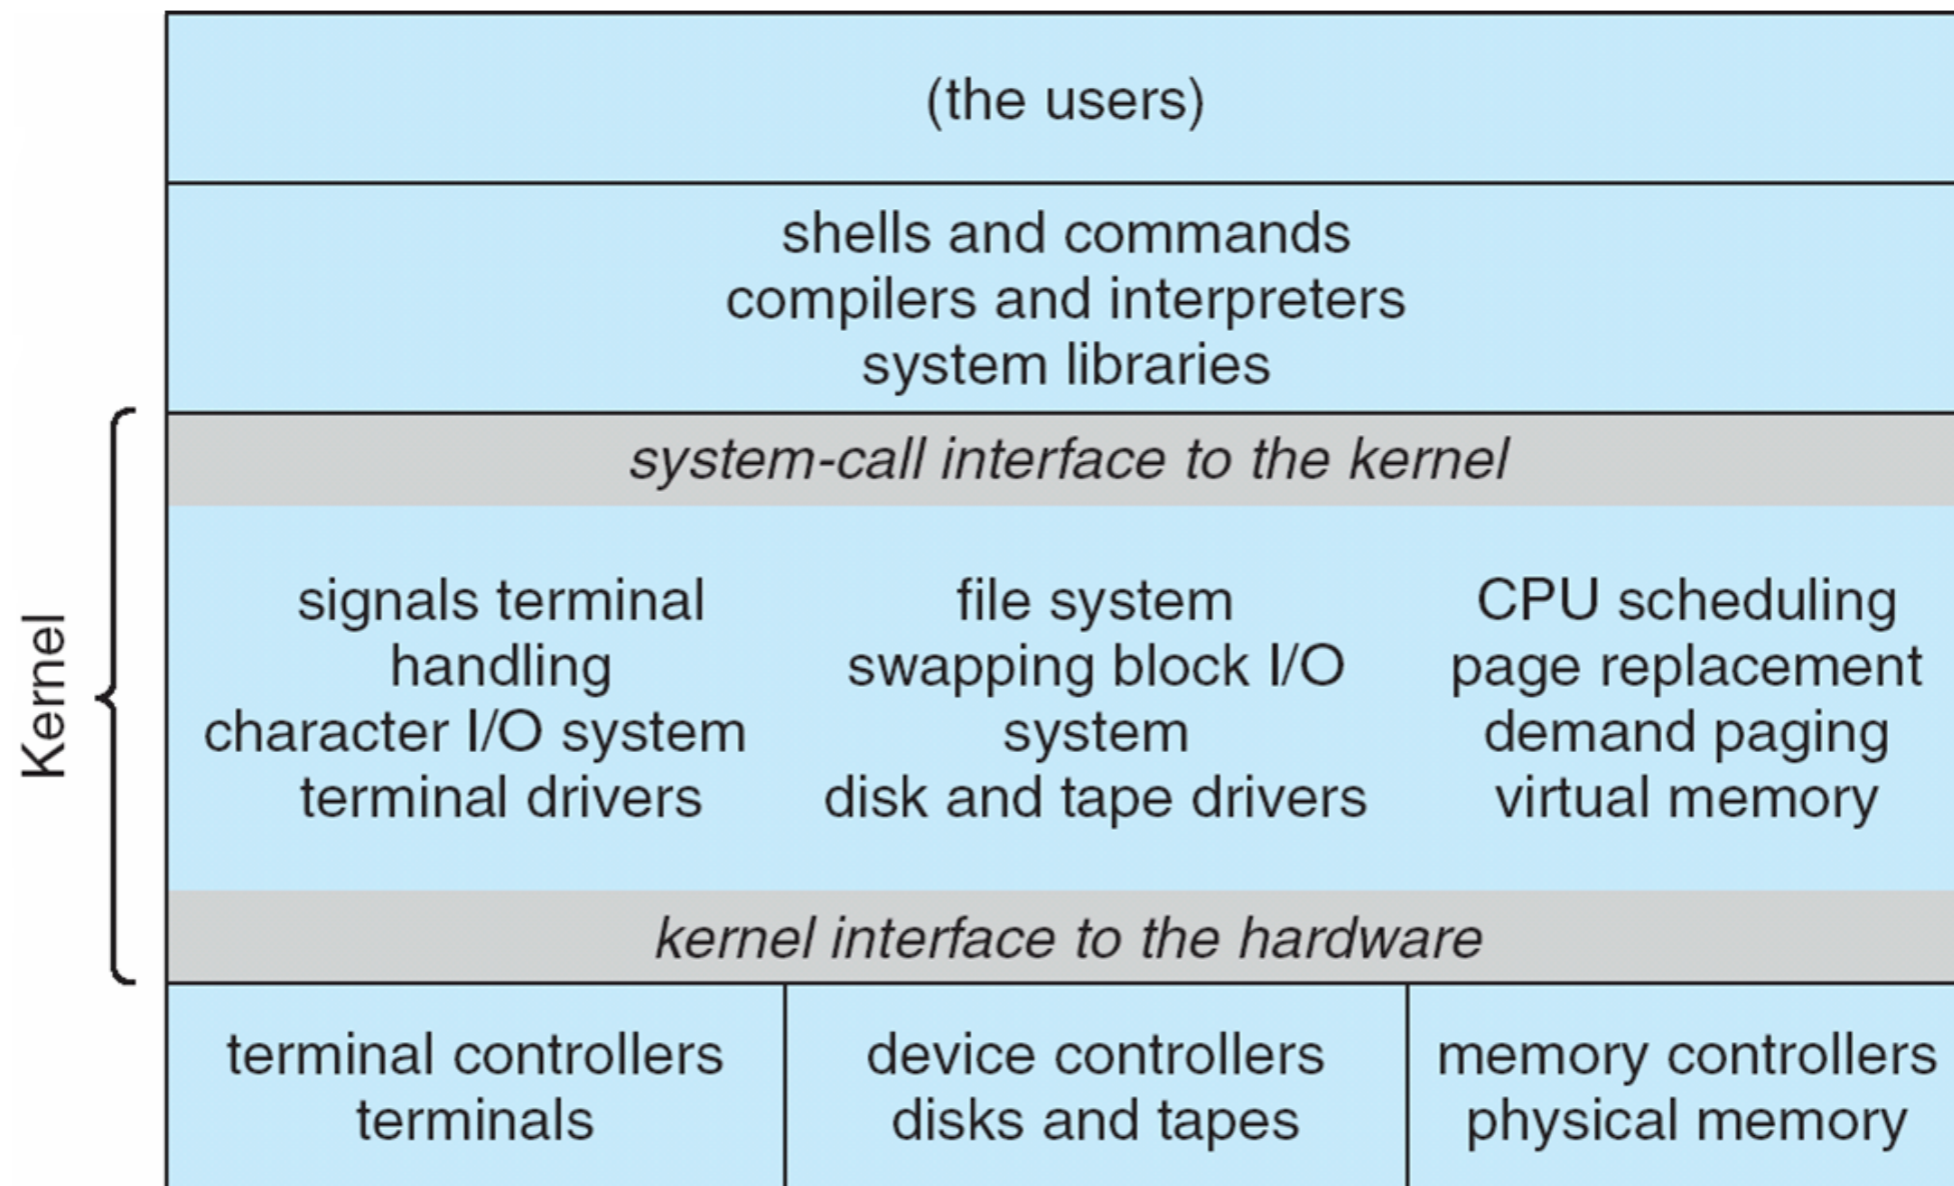 (the users)
shells and commands
compilers and interpreters
system libraries
Kernel
system-call interface to the kernel
signals terminal
handling
character I/O system
terminal drivers
file system
swapping block I/O
system
disk and tape drivers
CPU scheduling
page replacement
demand paging
virtual memory
kernel interface to the hardware
terminal controllers
terminals
device controllers
disks and tapes
memory controllers
physical memory